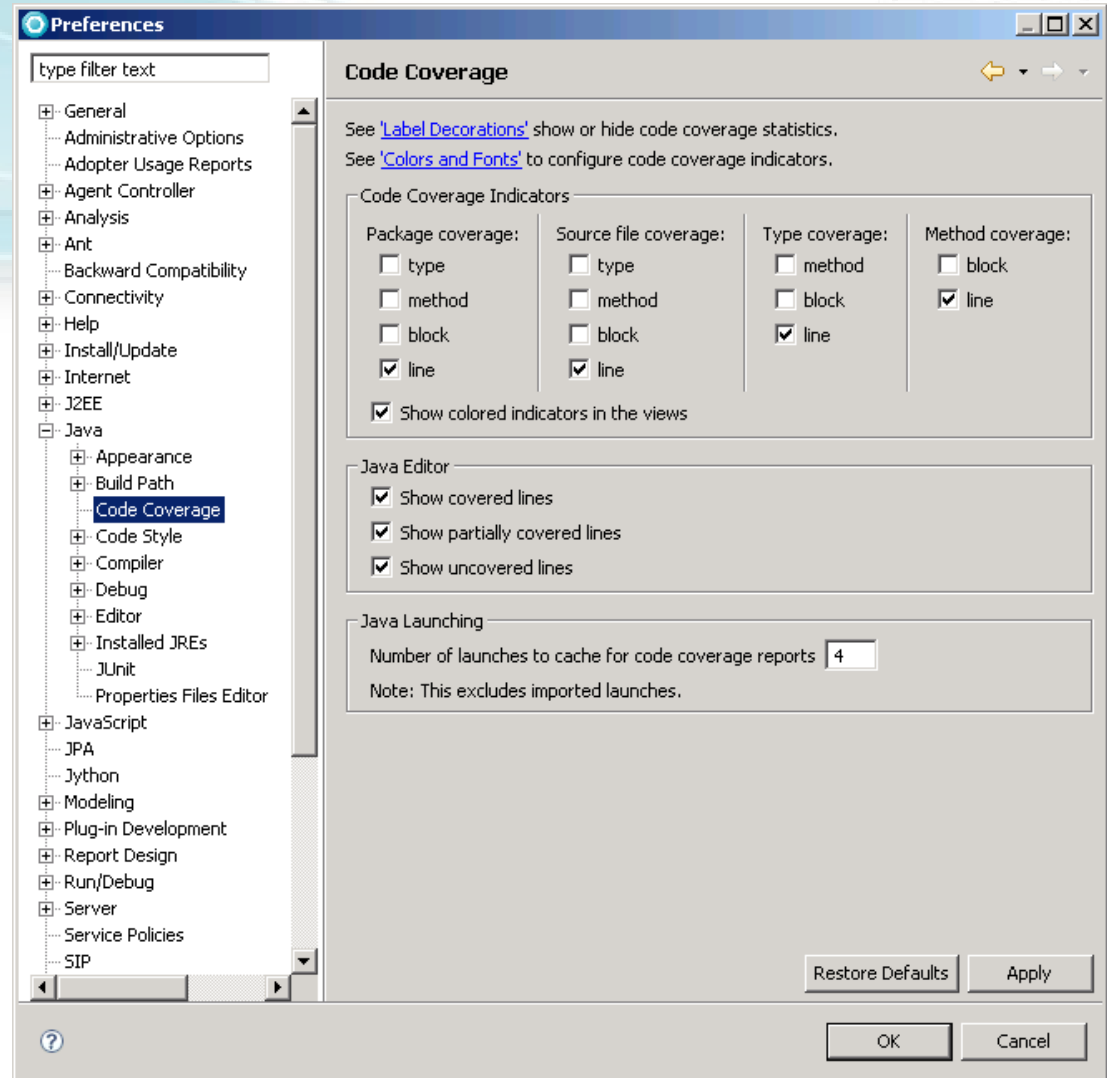 Preferences
type filter text
General
Administrative Options
Adopter Usage Reports
Agent Controller
Analysis
Ant
Backward Compatibility
Connectivity
Help
Install/Update
Internet
J2EE
Java
Appearance
Build Path
Code Coverage
Code Style
Compiler
Debug
Editor
Installed JREs
JUnit
Properties Files Editor
JavaScript
JPA
Jython
Modeling
Plug-in Development
Report Design
Run/Debug
Server
Service Policies
SIP
Code Coverage
See 'Label Decorations' show or hide code coverage statistics.
See 'Colors and Fonts' to configure code coverage indicators.
Code Coverage Indicators
Package coverage:
type
method
block
line
Source file coverage:
type
method
block
line
Type coverage:
method
block
line
Method coverage:
block
line
Show colored indicators in the views
Java Editor
Show covered lines
Show partially covered lines
Show uncovered lines
Java Launching
Number of launches to cache for code coverage reports 4
Note: This excludes imported launches.
Restore Defaults Apply
? OK Cancel